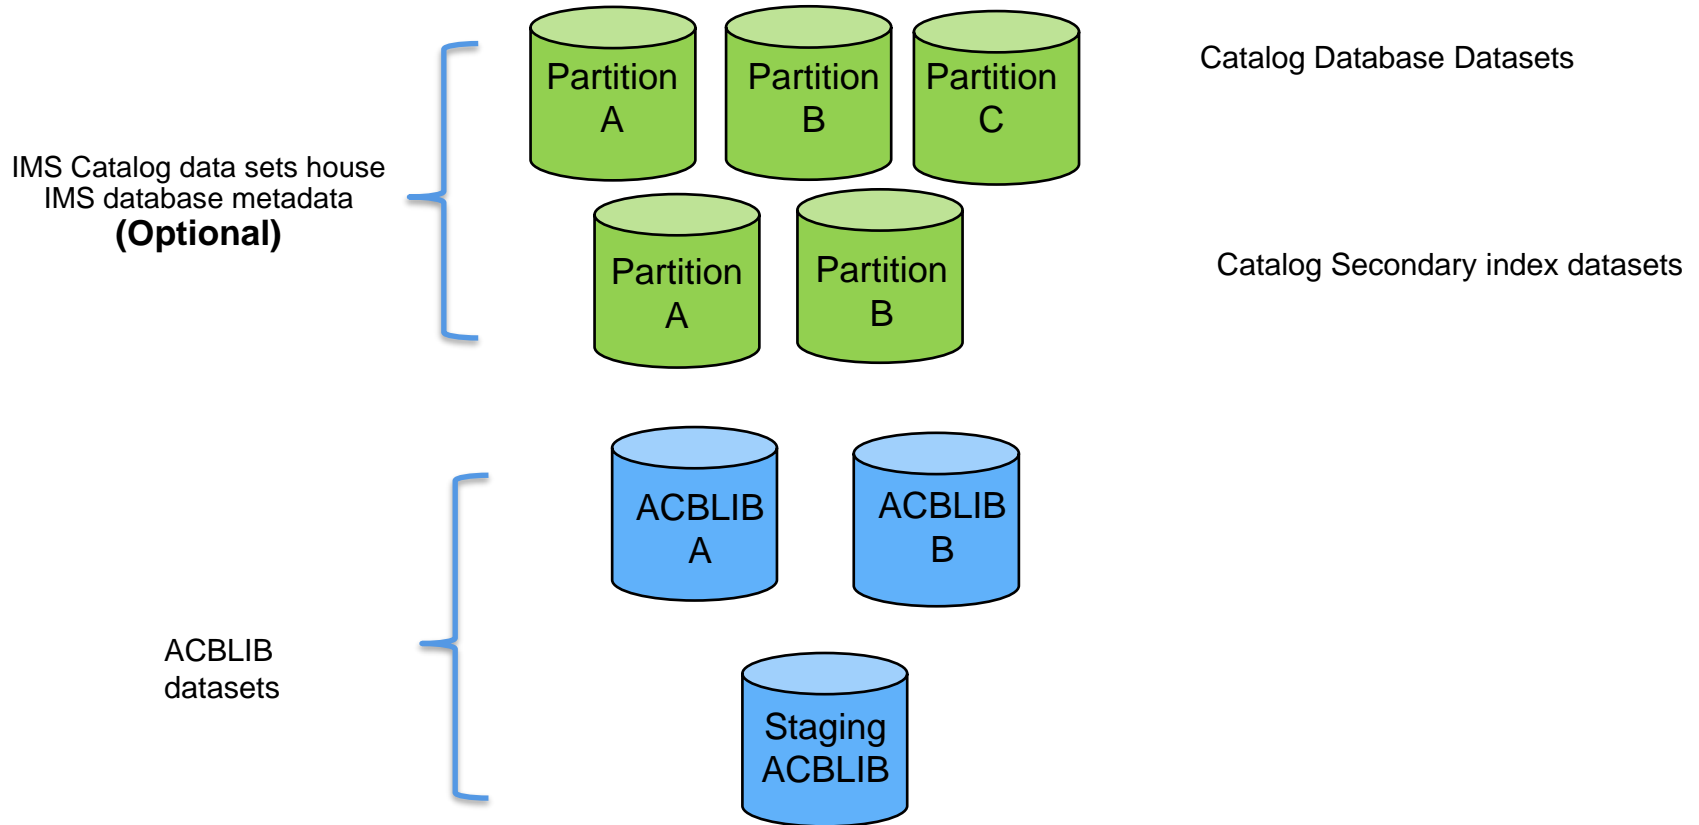 Partition
A
Partition
B
Partition
C
Catalog Database Datasets
IMS Catalog data sets house
IMS database metadata
(Optional)
Partition
A
Partition
B
Catalog Secondary index datasets
ACBLIB
A
ACBLIB
B
ACBLIB
datasets
Staging
ACBLIB